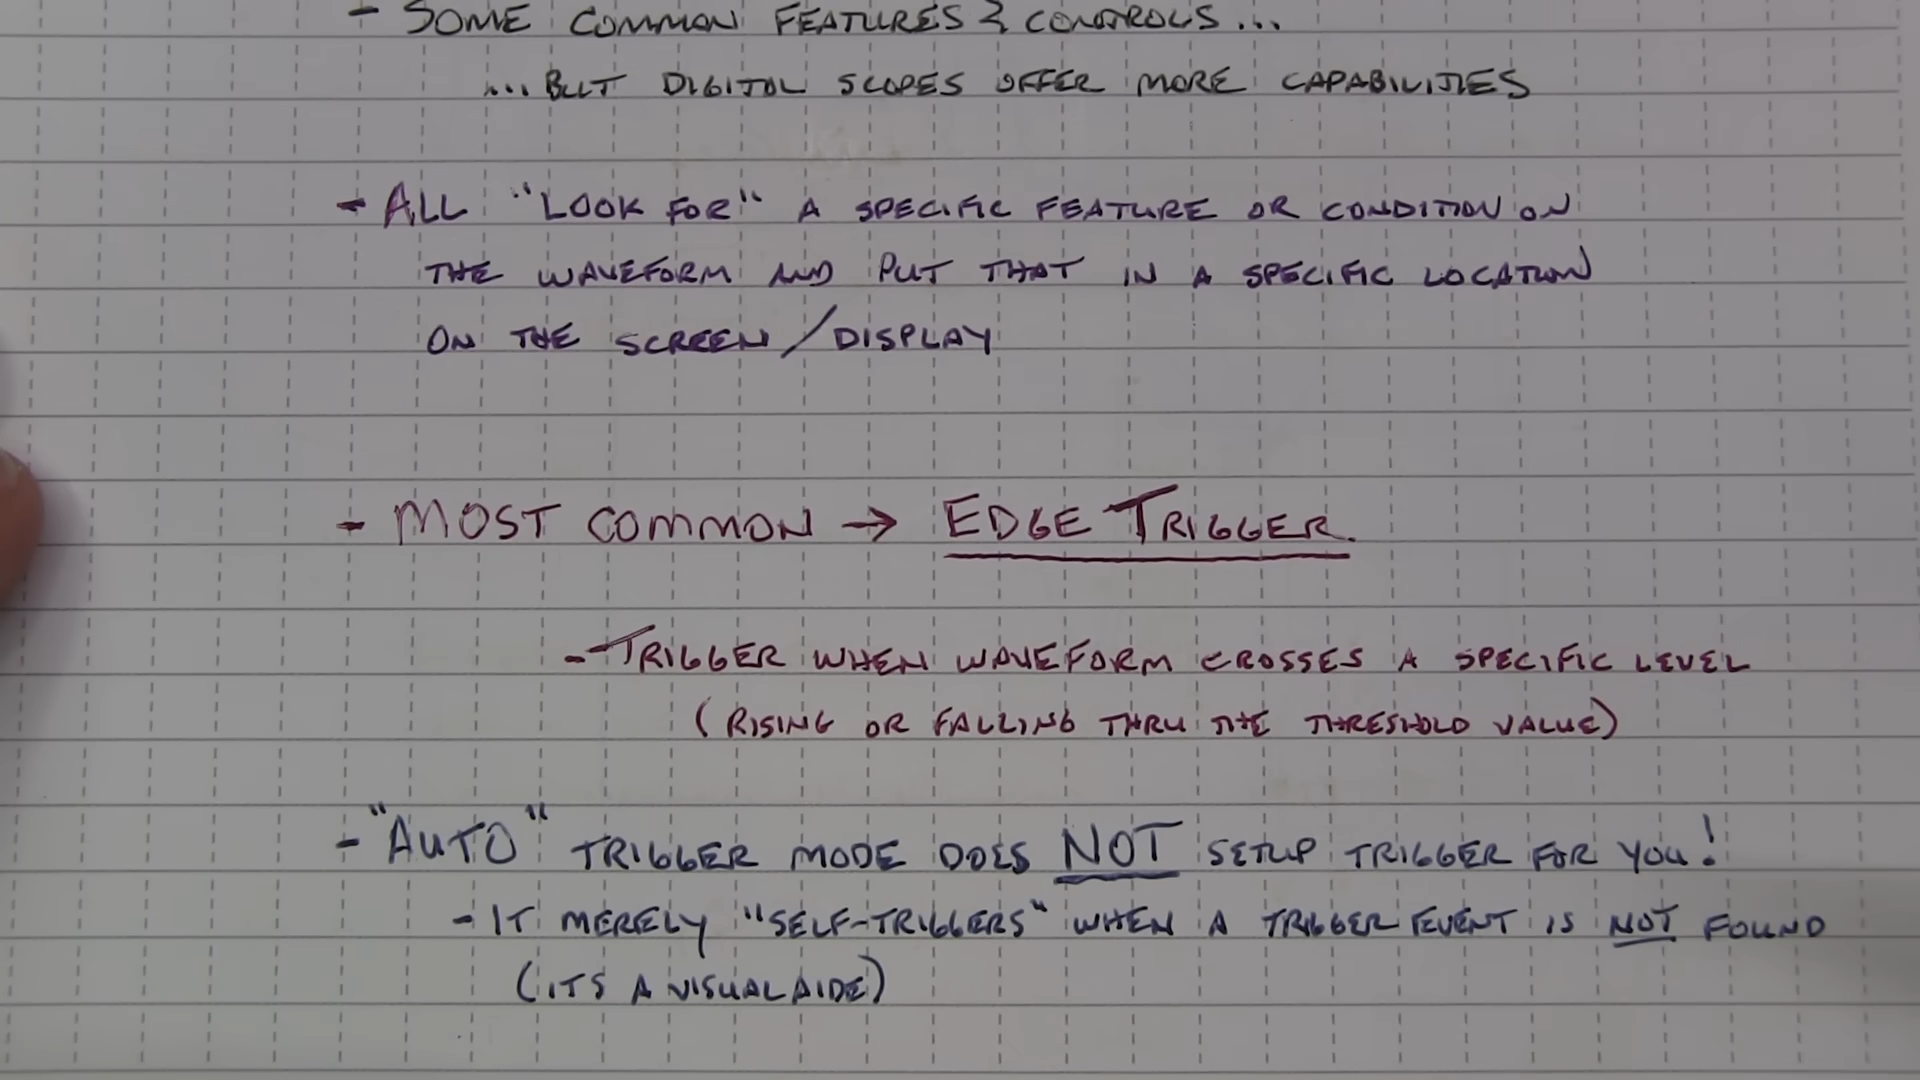 - SOME COMMON FEATURES & CONTROLS...
...BUT DIGITAL SCOPES OFFER MORE CAPABILITIES
- ALL "LOOK FOR" A SPECIFIC FEATURE OR CONDITION ON
THE WAVEFORM AND PUT THAT IN A SPECIFIC LOCATION
ON THE SCREEN/DISPLAY
- MOST COMMON → EDGE TRIGGER.
- TRIGGER WHEN WAVEFORM CROSSES A SPECIFIC LEVEL
(RISING OR FALLING THRU THE THRESHOLD VALUE)
- "AUTO" TRIGGER MODE DOES NOT SETUP TRIGGER FOR YOU!
- IT MERELY "SELF-TRIGGERS" WHEN A TRIGGER EVENT IS NOT FOUND
(ITS A VISUAL AIDE)